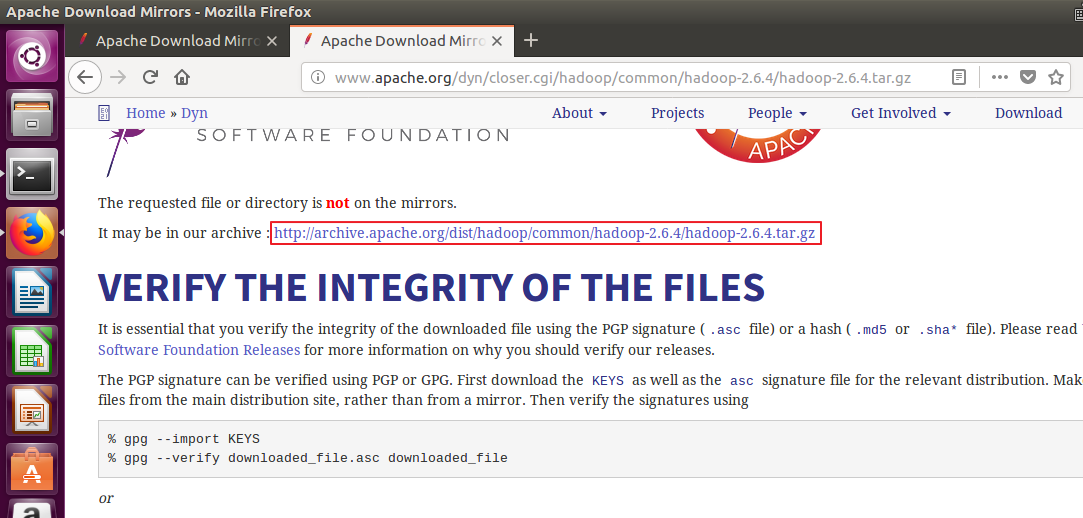 Apache Download Mirrors - Mozilla Firefox
Apache Download Mirro
Apache Download Mirro
www.apache.org/dyn/closer.cgi/hadoop/common/hadoop-2.6.4/hadoop-2.6.4.tar.gz
Home » Dyn About Projects People Get Involved Download
SOFTWARE FOUNDATION
APAC
The requested file or directory is not on the mirrors.
It may be in our archive : http://archive.apache.org/dist/hadoop/common/hadoop-2.6.4/hadoop-2.6.4.tar.gz
VERIFY THE INTEGRITY OF THE FILES
It is essential that you verify the integrity of the downloaded file using the PGP signature ( .asc file) or a hash ( .md5 or .sha* file). Please read
Software Foundation Releases for more information on why you should verify our releases.
The PGP signature can be verified using PGP or GPG. First download the KEYS as well as the asc signature file for the relevant distribution. Make
files from the main distribution site, rather than from a mirror. Then verify the signatures using
% gpg --import KEYS
% gpg --verify downloaded_file.asc downloaded_file
or